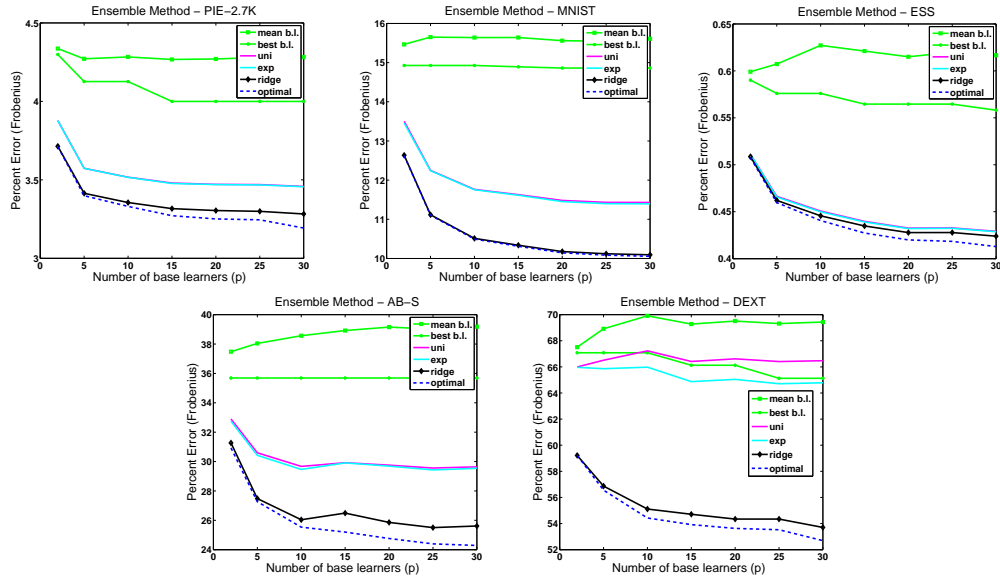 Ensemble Method – PIE–2.7K
4.5
4
3.5
3
Percent Error (Frobenius)
0 5 10 15 20 25 30
Number of base learners (p)
mean b.l.
best b.l.
uni
exp
ridge
optimal
Ensemble Method – MNIST
16
15
14
13
12
11
10
Percent Error (Frobenius)
0 5 10 15 20 25 30
Number of base learners (p)
mean b.l.
best b.l.
uni
exp
ridge
optimal
Ensemble Method – ESS
0.65
0.6
0.55
0.5
0.45
0.4
Percent Error (Frobenius)
0 5 10 15 20 25 30
Number of base learners (p)
mean b.l.
best b.l.
uni
exp
ridge
optimal
Ensemble Method – AB–S
40
38
36
34
32
30
28
26
24
Percent Error (Frobenius)
0 5 10 15 20 25 30
Number of base learners (p)
mean b.l.
best b.l.
uni
exp
ridge
optimal
Ensemble Method – DEXT
70
68
66
64
62
60
58
56
54
52
Percent Error (Frobenius)
0 5 10 15 20 25 30
Number of base learners (p)
mean b.l.
best b.l.
uni
exp
ridge
optimal